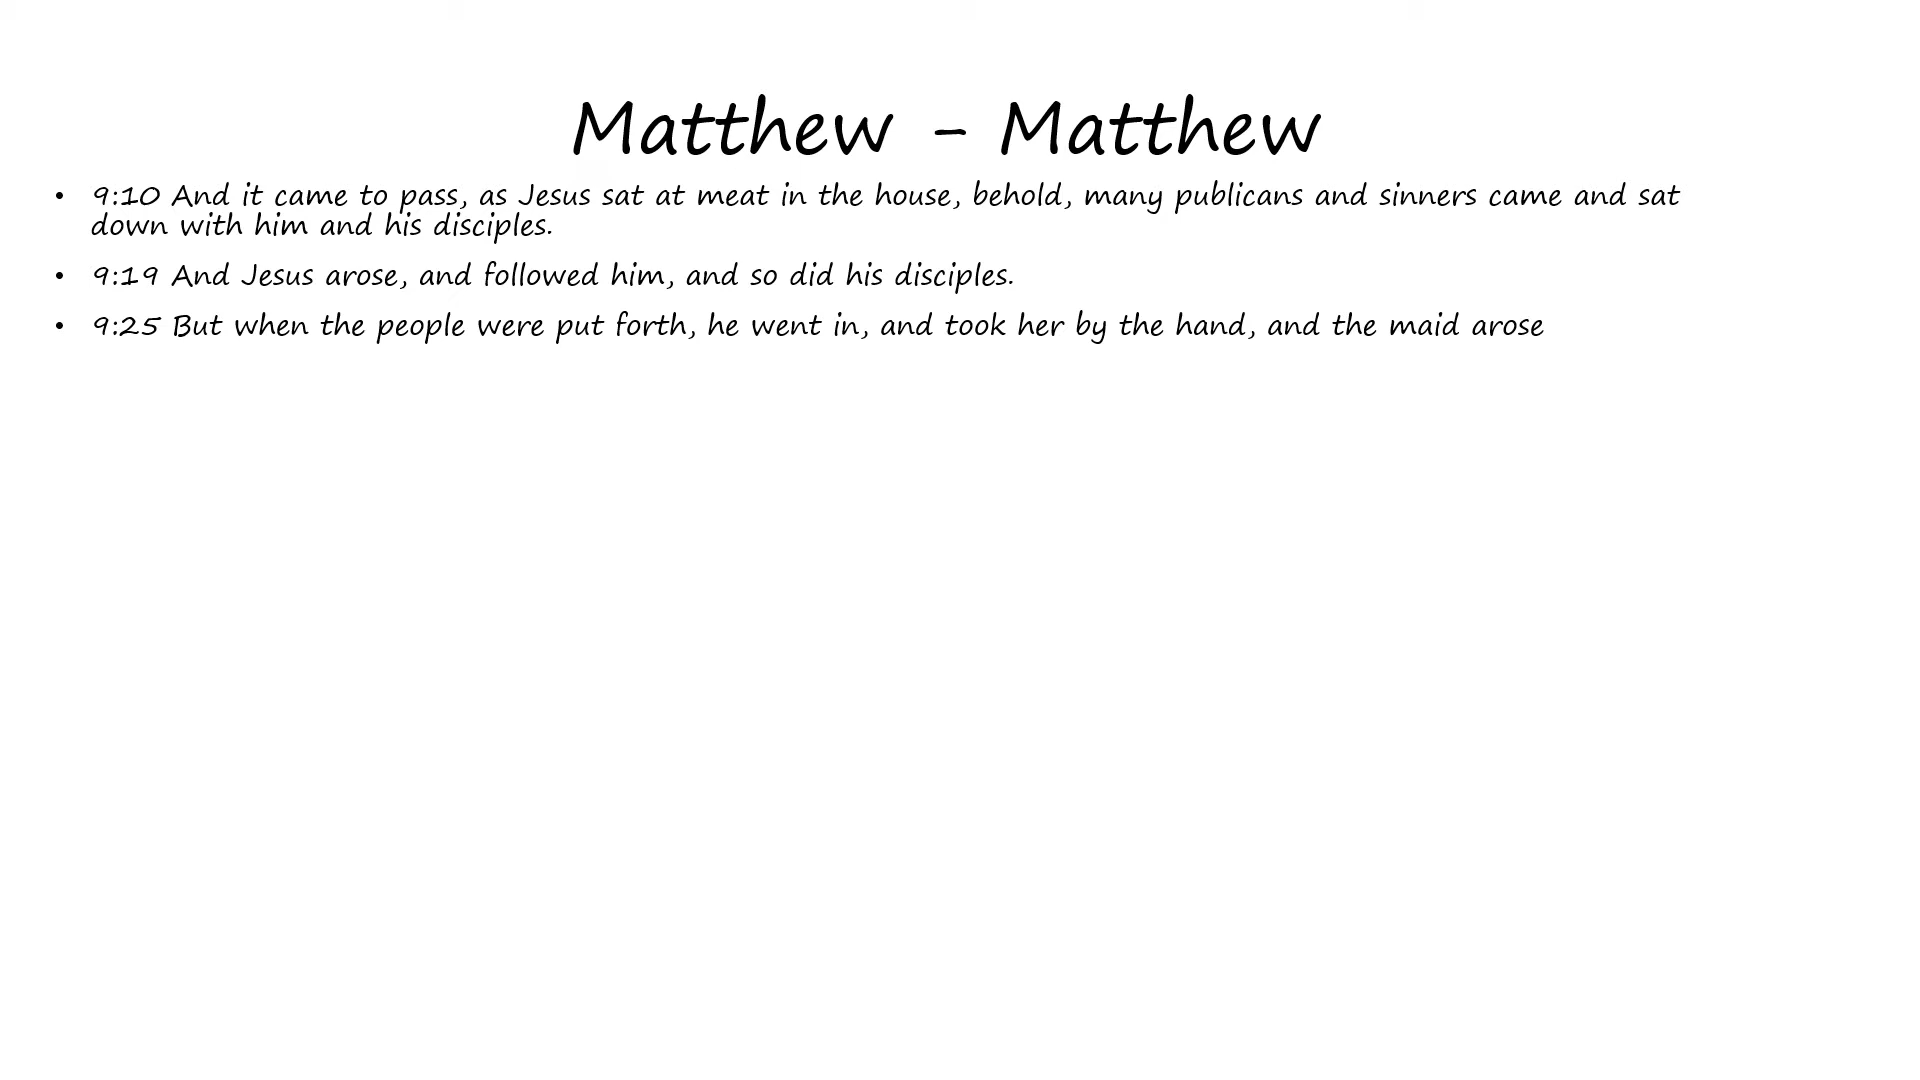 Matthew - Matthew
• 9:10 And it came to pass, as Jesus sat at meat in the house, behold, many publicans and sinners came and sat
down with him and his disciples.
• 9:19 And Jesus arose, and followed him, and so did his disciples.
• 9:25 But when the people were put forth, he went in, and took her by the hand, and the maid arose